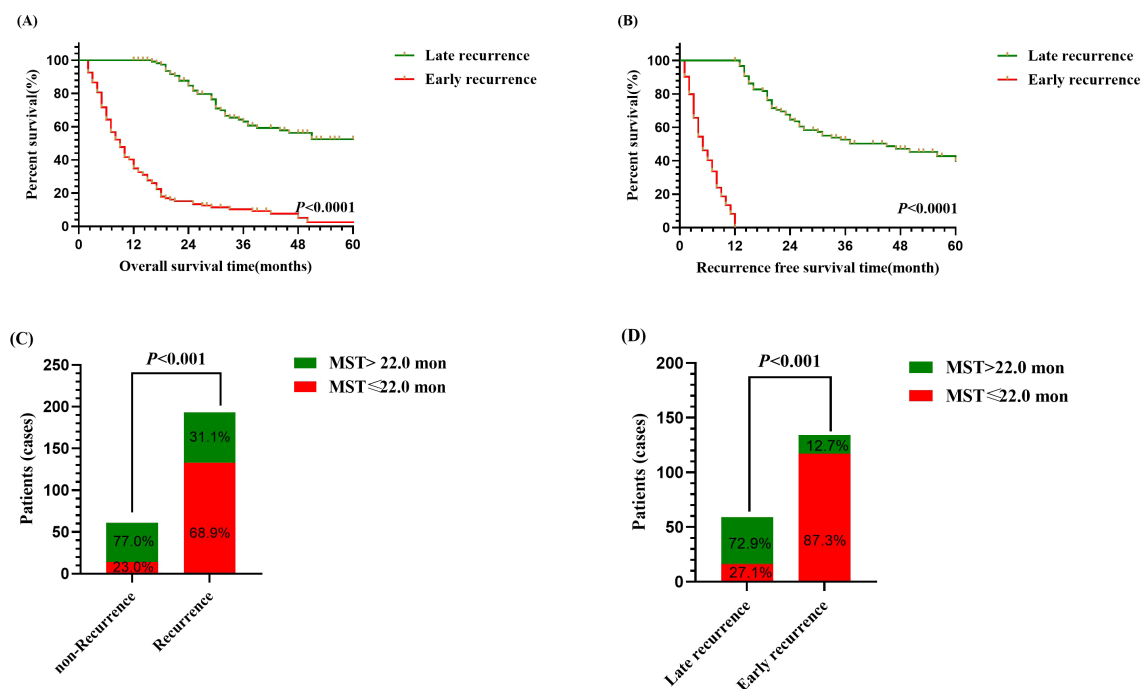 (A)
Late recurrence
Early recurrence
Percent survival(%)
100
80
60
40
20
0
P<0.0001
0 12 24 36 48 60
Overall survival time(months)
(B)
Late recurrence
Early recurrence
Percent survival(%)
100
80
60
40
20
0
P<0.0001
0 12 24 36 48 60
Recurrence free survival time(month)
(C)
MST> 22.0 mon
MST⩽22.0 mon
P<0.001
Patients (cases)
250
200
150
100
50
0
31.1%
68.9%
77.0%
23.0%
non-Recurrence
Recurrence
(D)
MST>22.0 mon
MST⩽22.0 mon
P<0.001
Patients (cases)
200
150
100
50
0
12.7%
87.3%
72.9%
27.1%
Late recurrence
Early recurrence